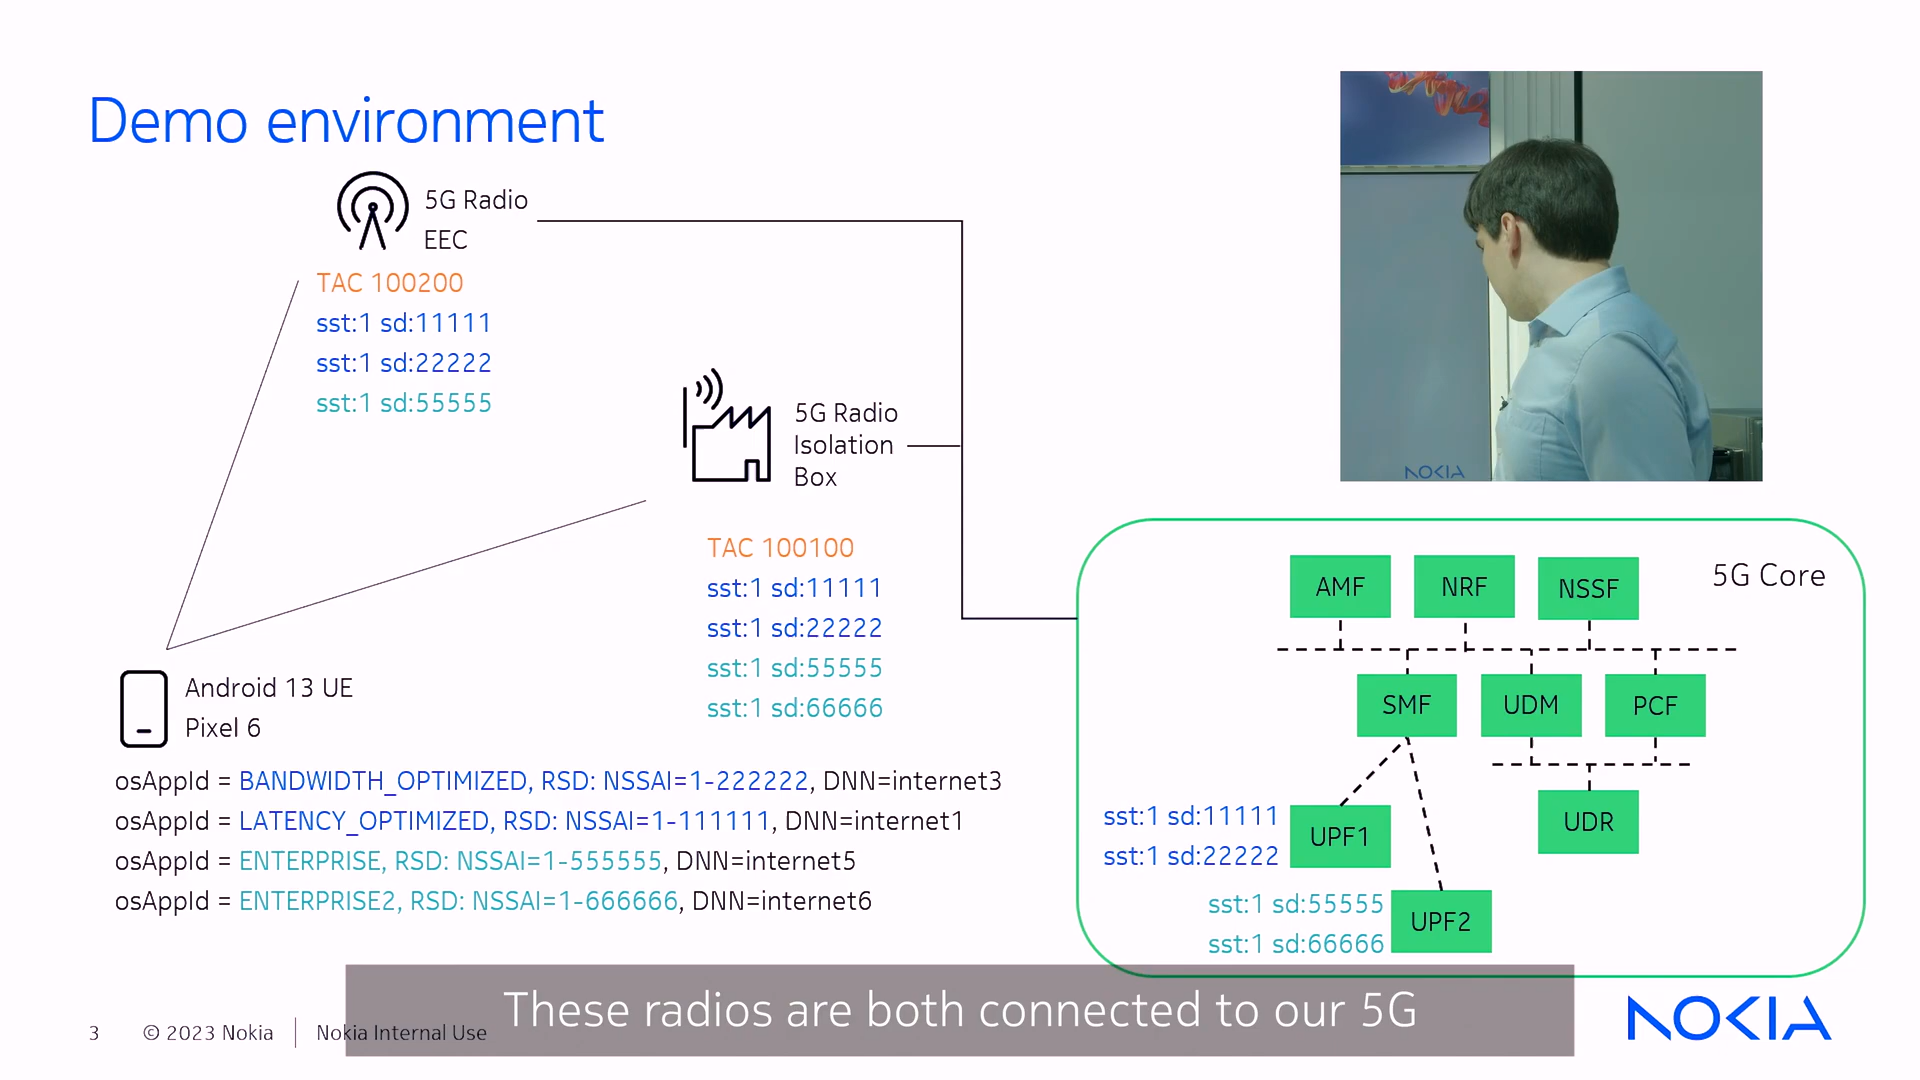 Demo environment
5G Radio
EEC
TAC 100200
sst:1 sd:11111
sst:1 sd:22222
sst:1 sd:55555
5G Radio
Isolation
Box
TAC 100100
sst:1 sd:11111
sst:1 sd:22222
sst:1 sd:55555
sst:1 sd:66666
Android 13 UE
Pixel 6
osAppId = BANDWIDTH_OPTIMIZED, RSD: NSSAI=1-222222, DNN=internet3
osAppId = LATENCY_OPTIMIZED, RSD: NSSAI=1-111111, DNN=internet1
osAppId = ENTERPRISE, RSD: NSSAI=1-555555, DNN=internet5
osAppId = ENTERPRISE2, RSD: NSSAI=1-666666, DNN=internet6
NOKIA
5G Core
AMF
NRF
NSSF
SMF
UDM
PCF
sst:1 sd:11111
sst:1 sd:22222
UPF1
UDR
sst:1 sd:55555
sst:1 sd:66666
UPF2
These radios are both connected to our 5G
3
© 2023 Nokia
Nokia Internal Use
NOKIA